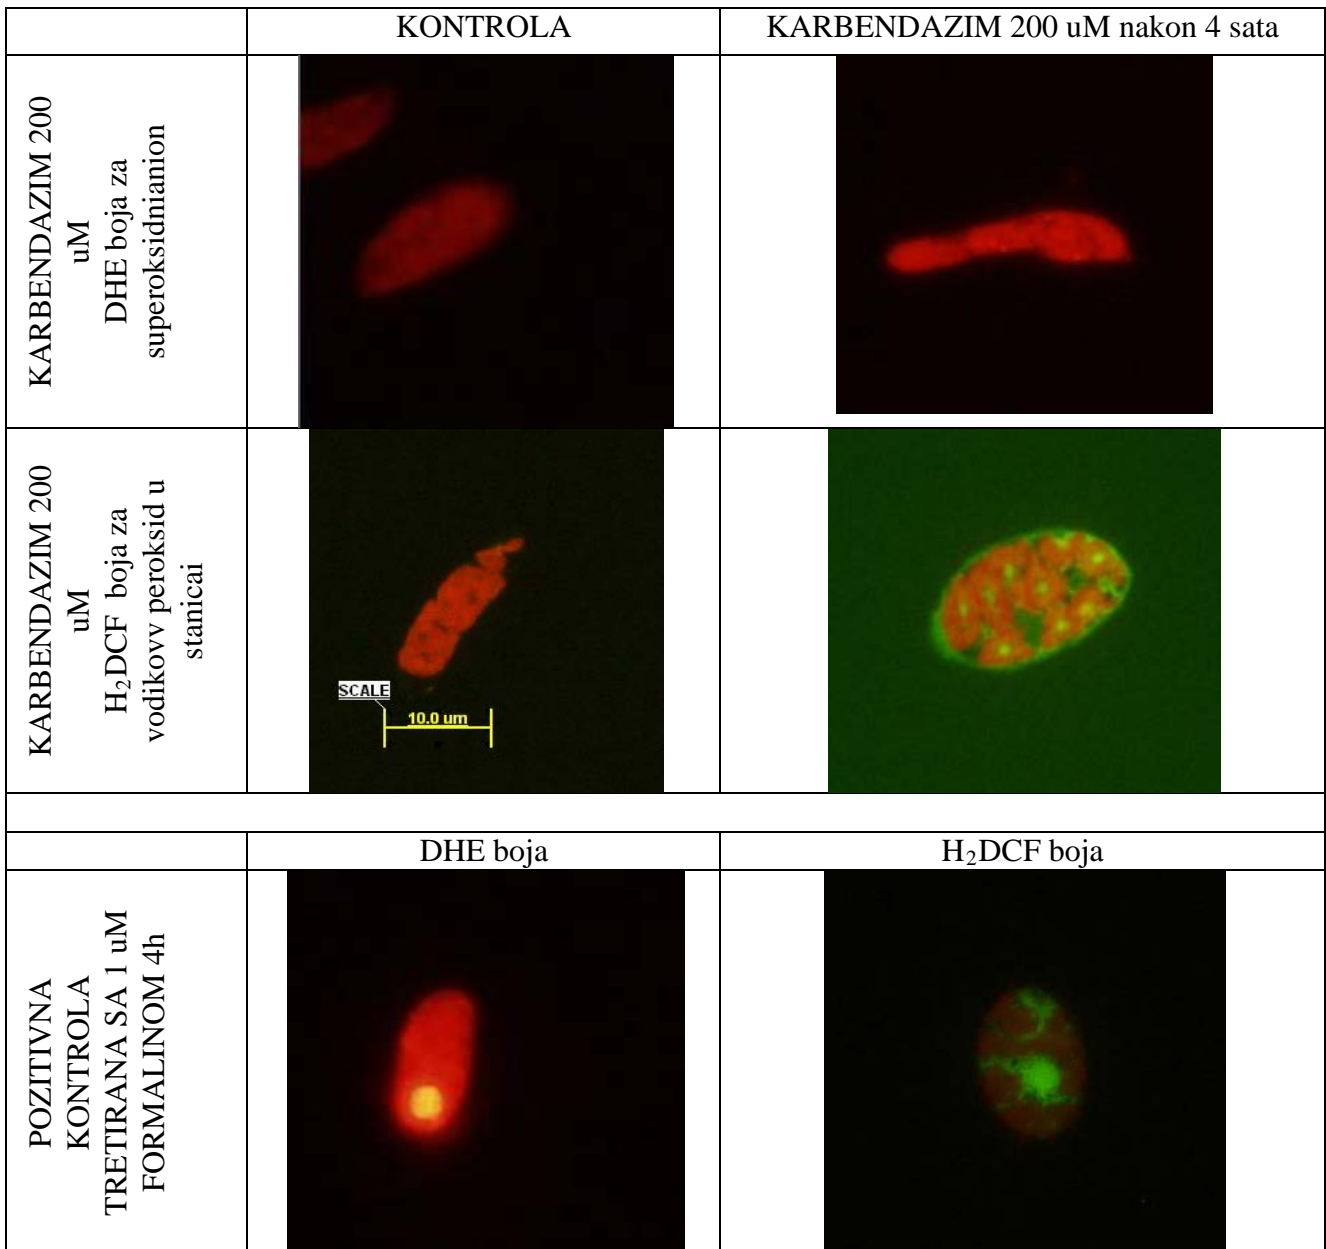 KONTROLA
KARBENDAZIM 200 uM nakon 4 sata
KARBENDAZIM 200
uM
DHE boja za
superoksidnianion
KARBENDAZIM 200
uM
H₂DCF boja za
vodikovv peroksid u
stanicai
SCALE
10.0 um
DHE boja
H₂DCF boja
POZITIVNA
KONTROLA
TRETIRANA SA 1 uM
FORMALINOM 4h